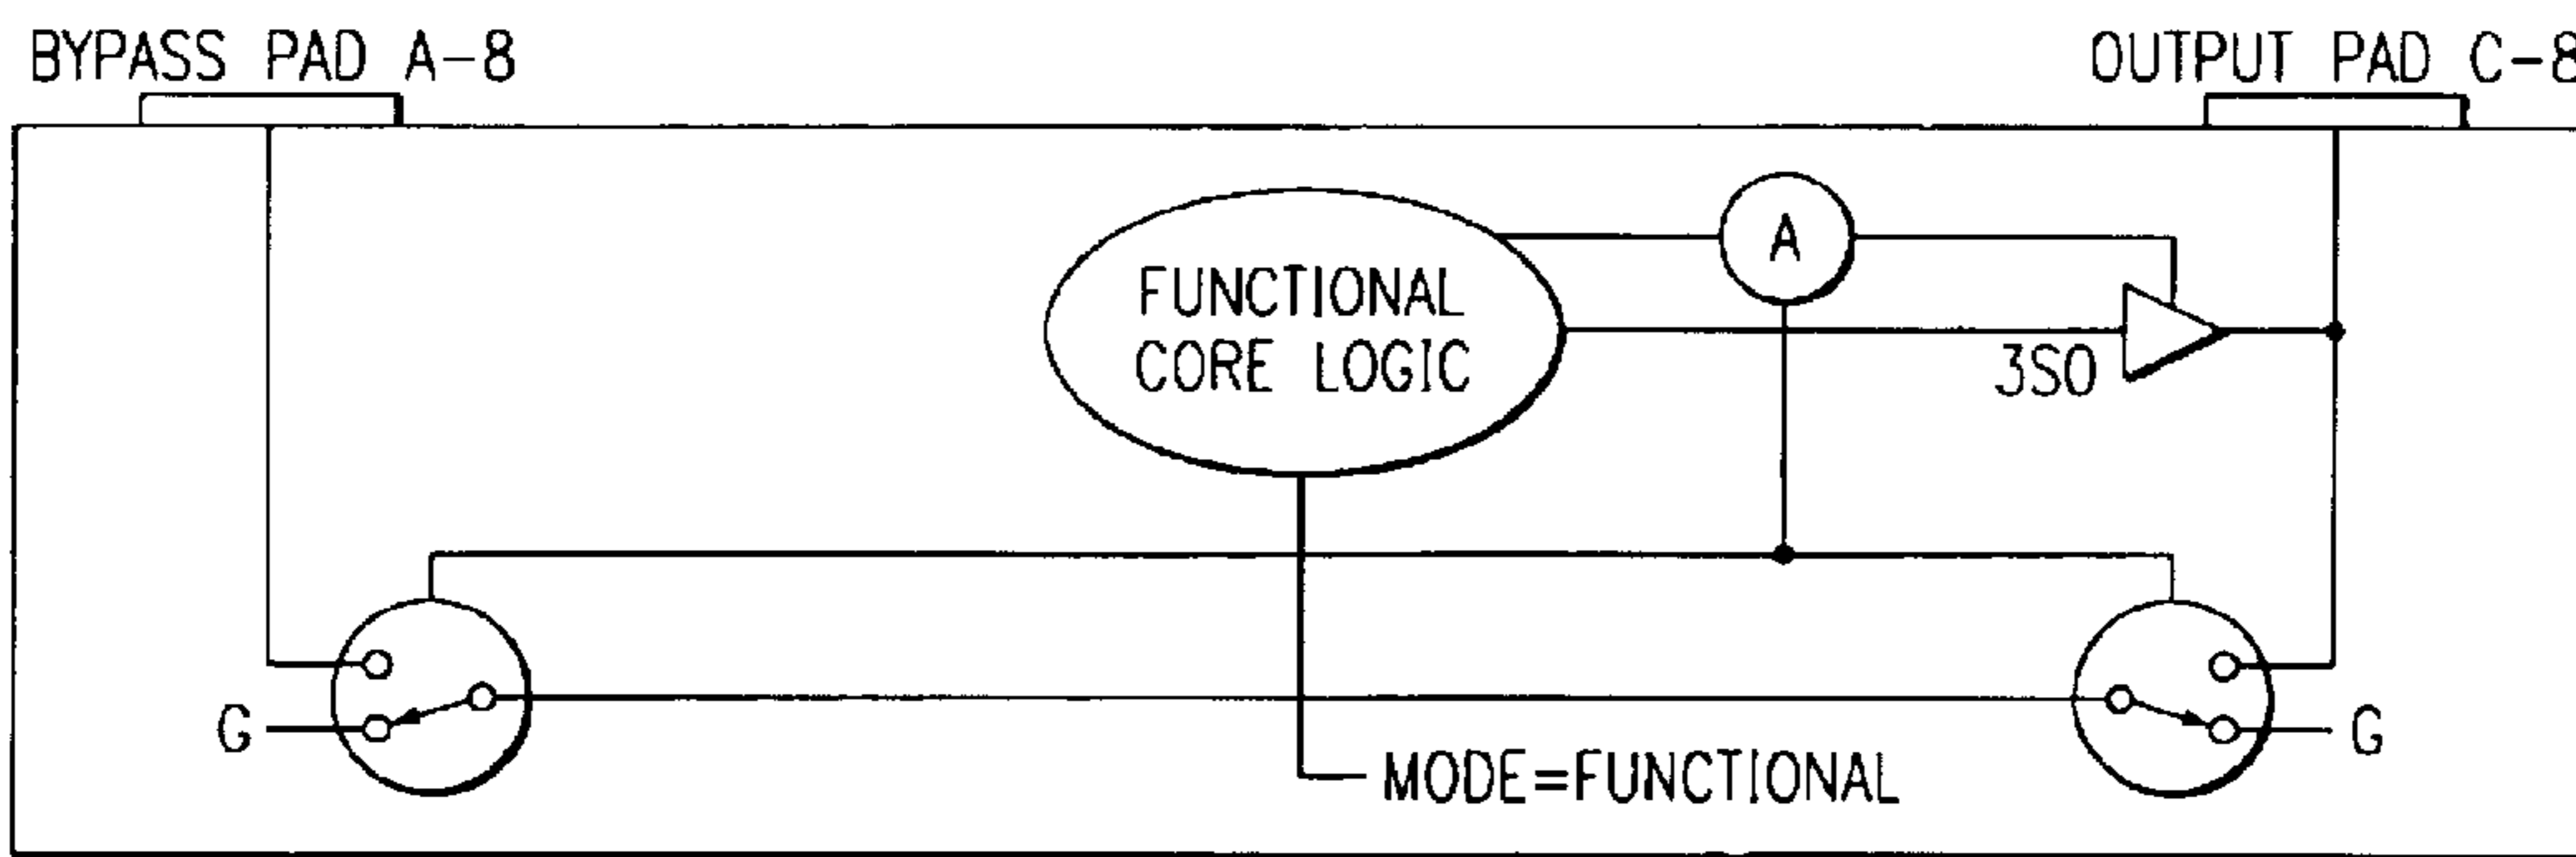 BYPASS PAD A-8
OUTPUT PAD C-8
A
FUNCTIONAL
CORE LOGIC
3SO
G
G
MODE=FUNCTIONAL